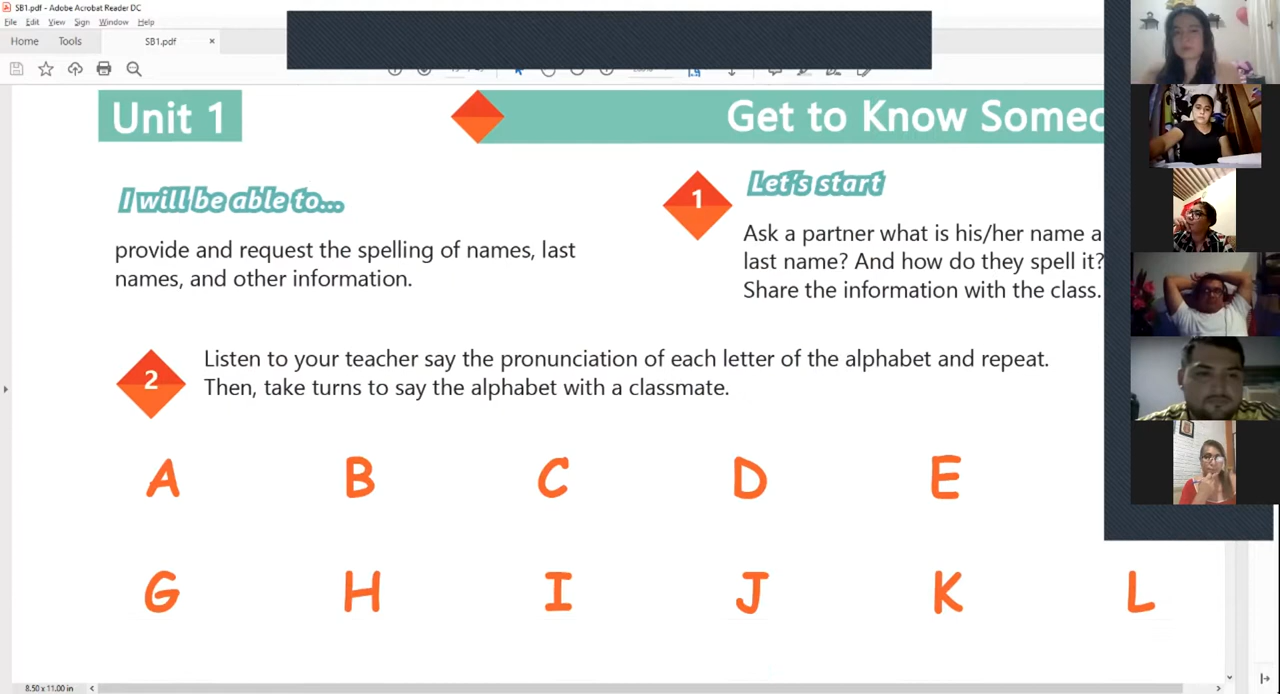 SB1.pdf - Adobe Acrobat Reader DC
File Edit View Sign Window Help
Home Tools SB1.pdf ×
Unit 1
Get to Know
I will be able to...
provide and request the spelling of names, last
names, and other information.
1
Let's start
Ask a partner what is his/her name
last name? And how do they spell it?
Share the information with the class.
2
Listen to your teacher say the pronunciation of each letter of the alphabet and repeat.
Then, take turns to say the alphabet with a classmate.
A B C D E
G H I J K L
8.50 x 11.00 in